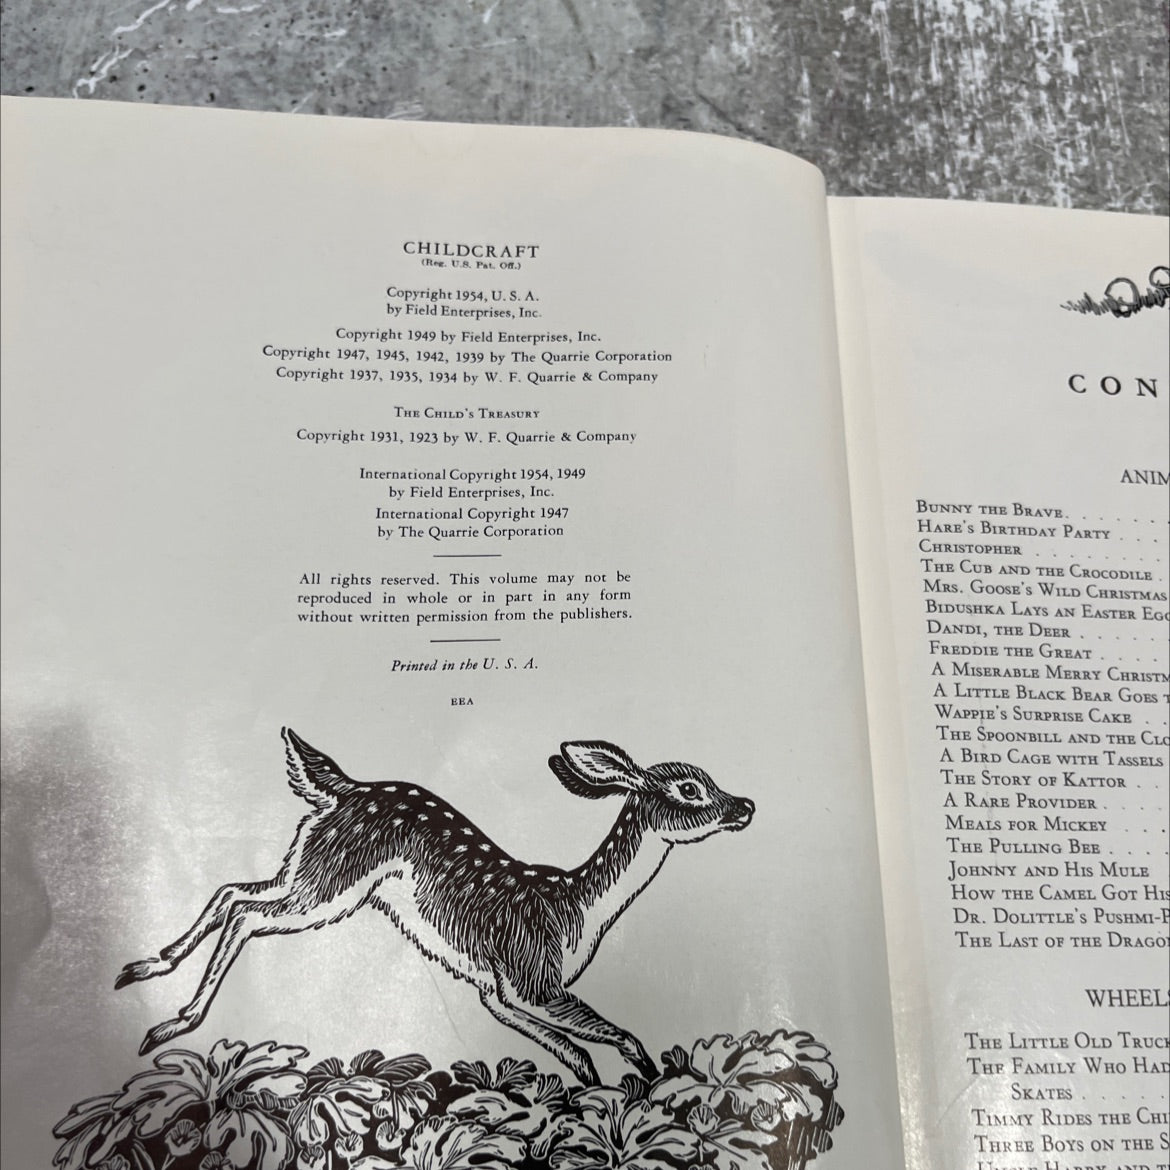 CHILDCRAFT
(Reg. U.S. Pat. Off.)
Copyright 1954, U. S. A.
by Field Enterprises, Inc.
Copyright 1949 by Field Enterprises, Inc.
Copyright 1947, 1945, 1942, 1939 by The Quarrie Corporation
Copyright 1937, 1935, 1934 by W. F. Quarrie & Company
THE CHILD'S TREASURY
Copyright 1931, 1923 by W. F. Quarrie & Company
International Copyright 1954, 1949
by Field Enterprises, Inc.
International Copyright 1947
by The Quarrie Corporation
All rights reserved. This volume may not be
reproduced in whole or in part in any form
without written permission from the publishers.
Printed in the U. S. A.
EEA
CON
ANIM
BUNNY THE BRAVE . . . . . .
HARE'S BIRTHDAY PARTY . . .
CHRISTOPHER . . . . . . .
THE CUB AND THE CROCODILE .
MRS. GOOSE'S WILD CHRISTMAS
BIDUSHKA LAYS AN EASTER EGG
DANDI, THE DEER . . . . .
FREDDIE THE GREAT . . . .
A MISERABLE MERRY CHRISTM
A LITTLE BLACK BEAR GOES T
WAPPIE'S SURPRISE CAKE . .
THE SPOONBILL AND THE CLO
A BIRD CAGE WITH TASSELS
THE STORY OF KATTOR . .
A RARE PROVIDER . . . .
MEALS FOR MICKEY . . .
THE PULLING BEE . . . .
JOHNNY AND HIS MULE
HOW THE CAMEL GOT HIS
DR. DOLITTLE'S PUSHMI-P
THE LAST OF THE DRAGO
WHEELS
THE LITTLE OLD TRUCK
THE FAMILY WHO HAD
SKATES . . . . .
TIMMY RIDES THE CH
THREE BOYS ON THE S